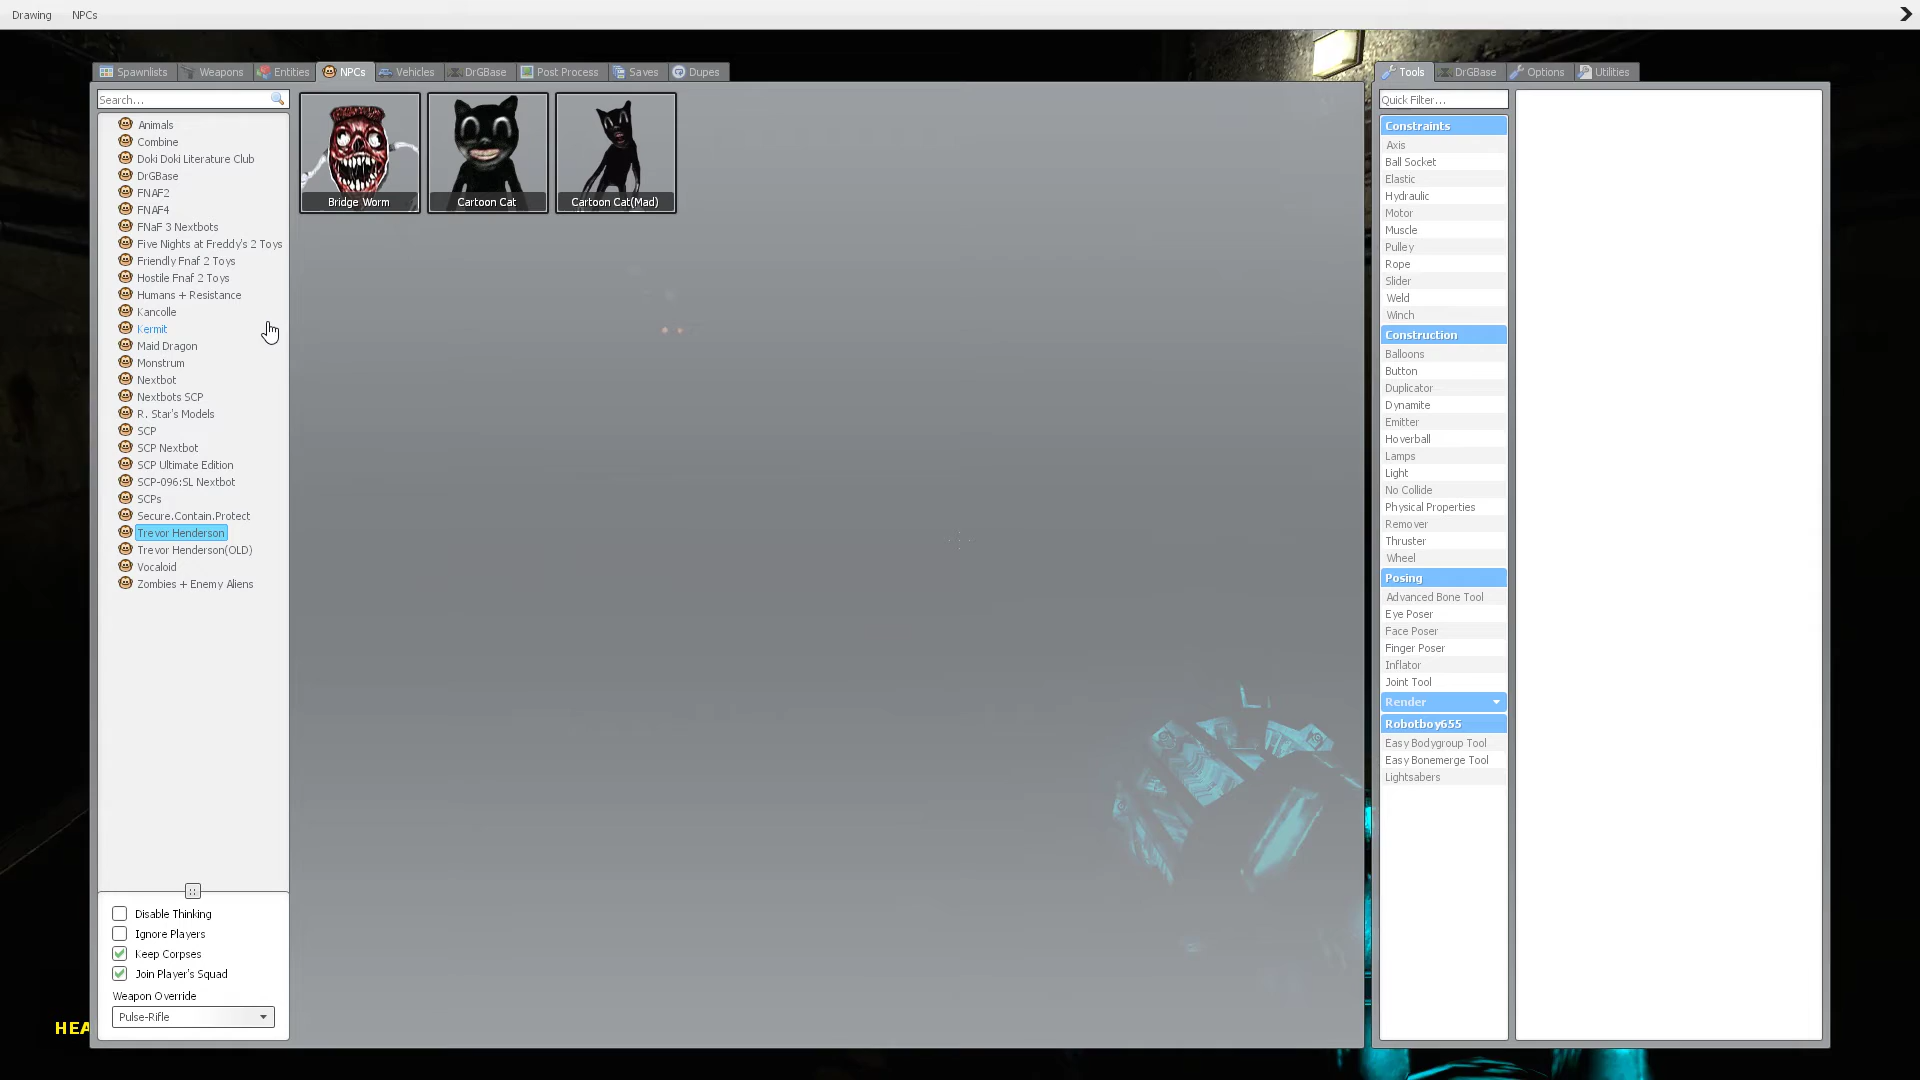 Drawing NPCs
Spawnlists Weapons Entities NPCs Vehicles DrGBase Post Process Saves Dupes
Tools DrGBase Options Utilities
Search...
Animals
Combine
Doki Doki Literature Club
DrGBase
FNAF2
FNAF4
FNaF 3 Nextbots
Five Nights at Freddy's 2 Toys
Friendly Fnaf 2 Toys
Hostile Fnaf 2 Toys
Humans + Resistance
Kancolle
Kermit
Maid Dragon
Monstrum
Nextbot
Nextbots SCP
R. Star's Models
SCP
SCP Nextbot
SCP Ultimate Edition
SCP-096:SL Nextbot
SCPs
Secure.Contain.Protect
Trevor Henderson
Trevor Henderson(OLD)
Vocaloid
Zombies + Enemy Aliens
Disable Thinking
Ignore Players
Keep Corpses
Join Player's Squad
Weapon Override
Pulse-Rifle
HEA
Bridge Worm Cartoon Cat Cartoon Cat(Mad)
Quick Filter...
Constraints
Axis
Ball Socket
Elastic
Hydraulic
Motor
Muscle
Pulley
Rope
Slider
Weld
Winch
Construction
Balloons
Button
Duplicator
Dynamite
Emitter
Hoverball
Lamps
Light
No Collide
Physical Properties
Remover
Thruster
Wheel
Posing
Advanced Bone Tool
Eye Poser
Face Poser
Finger Poser
Inflator
Joint Tool
Render
Robotboy655
Easy Bodygroup Tool
Easy Bonemerge Tool
Lightsabers